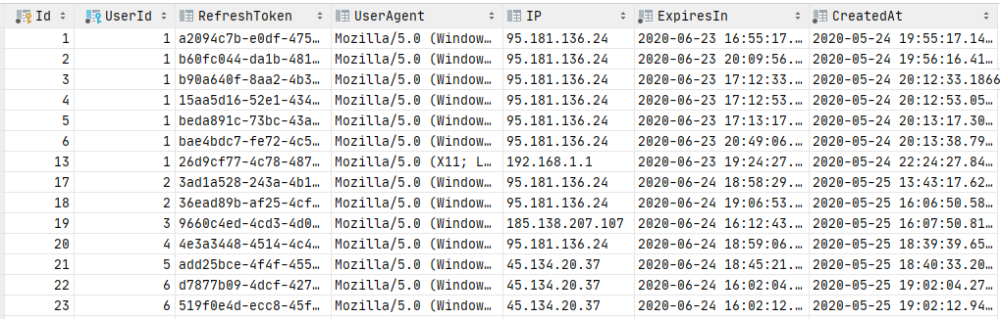 Id UserId RefreshToken UserAgent IP ExpiresIn CreatedAt
1 1 a2094c7b-e0df-475… Mozilla/5.0 (Window… 95.181.136.24 2020-06-23 16:55:17.… 2020-05-24 19:55:17.14…
2 1 b60fc044-da1b-481… Mozilla/5.0 (Window… 95.181.136.24 2020-06-23 20:09:56.… 2020-05-24 19:56:16.41…
3 1 b90a640f-8aa2-4b3… Mozilla/5.0 (Window… 95.181.136.24 2020-06-23 17:12:33.… 2020-05-24 20:12:33.1866
4 1 15aa5d16-52e1-434… Mozilla/5.0 (Window… 95.181.136.24 2020-06-23 17:12:53.… 2020-05-24 20:12:53.05…
5 1 beda891c-73bc-43a… Mozilla/5.0 (Window… 95.181.136.24 2020-06-23 17:13:17.… 2020-05-24 20:13:17.30…
6 1 bae4bdc7-fe72-4c5… Mozilla/5.0 (Window… 95.181.136.24 2020-06-23 20:49:06.… 2020-05-24 20:13:38.79…
13 1 26d9cf77-4c78-487… Mozilla/5.0 (X11; L… 192.168.1.1 2020-06-23 19:24:27.… 2020-05-24 22:24:27.84…
17 2 3ad1a528-243a-4b1… Mozilla/5.0 (Window… 95.181.136.24 2020-06-24 18:58:29.… 2020-05-25 13:43:17.62…
18 2 36ead89b-af25-4cf… Mozilla/5.0 (Window… 95.181.136.24 2020-06-24 19:06:53.… 2020-05-25 16:06:50.58…
19 3 9660c4ed-4cd3-4d0… Mozilla/5.0 (Window… 185.138.207.107 2020-06-24 16:12:43.… 2020-05-25 16:07:50.81…
20 4 4e3a3448-4514-4c4… Mozilla/5.0 (Window… 95.181.136.24 2020-06-24 18:59:06.… 2020-05-25 18:39:39.65…
21 5 add25bce-4f4f-455… Mozilla/5.0 (Window… 45.134.20.37 2020-06-24 18:45:21.… 2020-05-25 18:40:33.20…
22 6 d7877b09-4dcf-427… Mozilla/5.0 (Window… 45.134.20.37 2020-06-24 16:02:04.… 2020-05-25 19:02:04.27…
23 6 519f0e4d-ecc8-45f… Mozilla/5.0 (Window… 45.134.20.37 2020-06-24 16:02:12.… 2020-05-25 19:02:12.94…